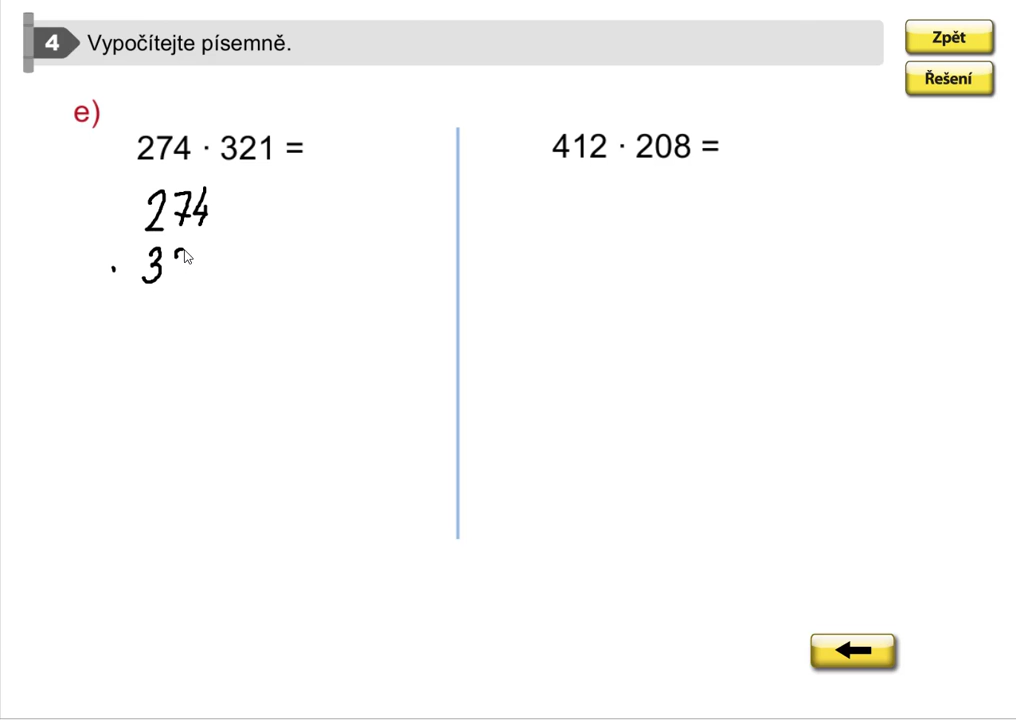 4 Vypočítejte písemně.
Zpět
Řešení
e)
274 · 321 =
412 · 208 =
274
· 3